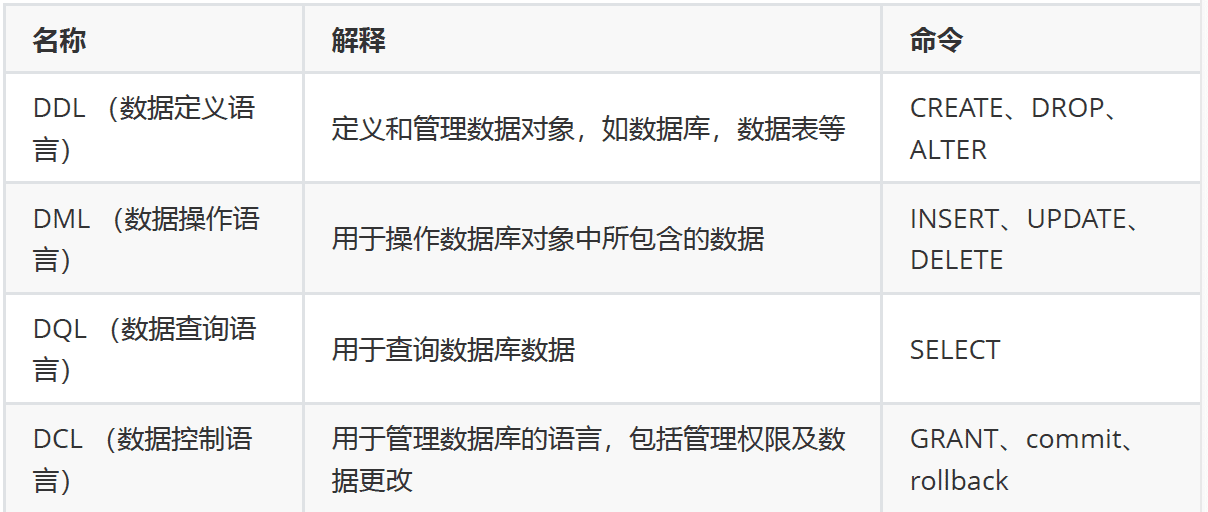 名称 解释 命令
DDL （数据定义语
言）
定义和管理数据对象，如数据库，数据表等
CREATE、DROP、
ALTER
DML （数据操作语
言）
用于操作数据库对象中所包含的数据
INSERT、UPDATE、
DELETE
DQL （数据查询语
言）
用于查询数据库数据
SELECT
DCL （数据控制语
言）
用于管理数据库的语言，包括管理权限及数
据更改
GRANT、commit、
rollback